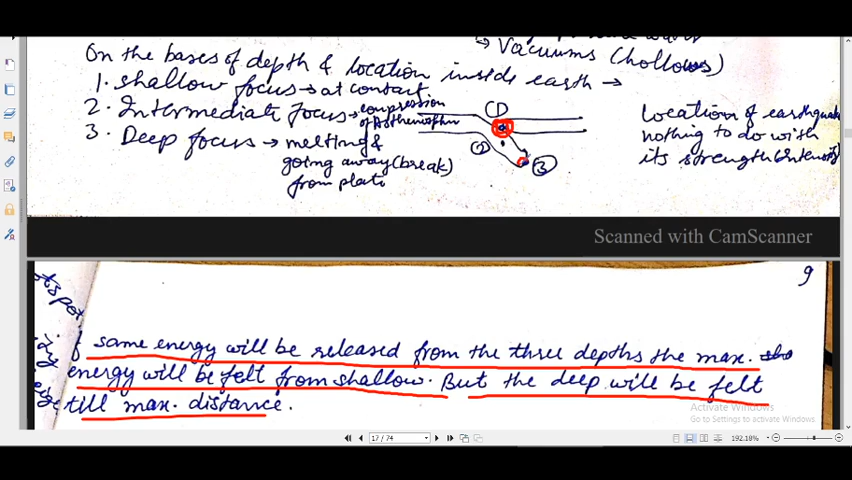 → Vacuums (hollows)
On the bases of depth & location inside earth →
1. Shallow focus → at contact.
2. Intermediate focus → compression of Asthenosphere
3. Deep focus → melting & going away (break) from plate
1
2
3
Location of earthquake
nothing to do with
its strength (Intensity)
Scanned with CamScanner
9
same energy will be released from the three depths the max.
energy will be felt from shallow. But the deep will be felt
till max. distance.
Activate Windows
Go to Settings to activate Windows.
17 / 74
192.18%